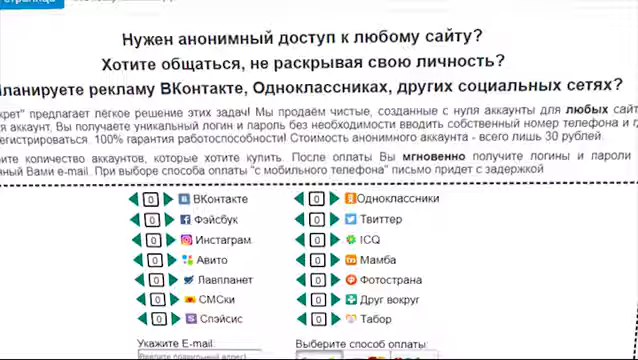 Нужен анонимный доступ к любому сайту?
Хотите общаться, не раскрывая свою личность?
ланируете рекламу ВКонтакте, Одноклассниках, других социальных сетях?
крет" предлагает лёгкое решение этих задач! Мы продаём чистые, созданные с нуля аккаунты для любых сайт
я аккаунт, Вы получаете уникальный логин и пароль без необходимости вводить собственный номер телефона и г
егистрироваться. 100% гарантия работоспособности! Стоимость анонимного аккаунта - всего лишь 30 рублей.
ите количество аккаунтов, которые хотите купить. После оплаты Вы мгновенно получите логины и пароли
нный Вами e-mail. При выборе способа оплаты "с мобильного телефона" письмо придет с задержкой
0 ВКонтакте 0 Одноклассники
0 Фэйсбук 0 Твиттер
0 Инстаграм 0 ICQ
0 Авито 0 Мамба
0 Лавпланет 0 Фотострана
0 СМСки 0 Друг вокруг
0 Спэйсис 0 Табор
Укажите E-mail: Выберите способ оплаты: